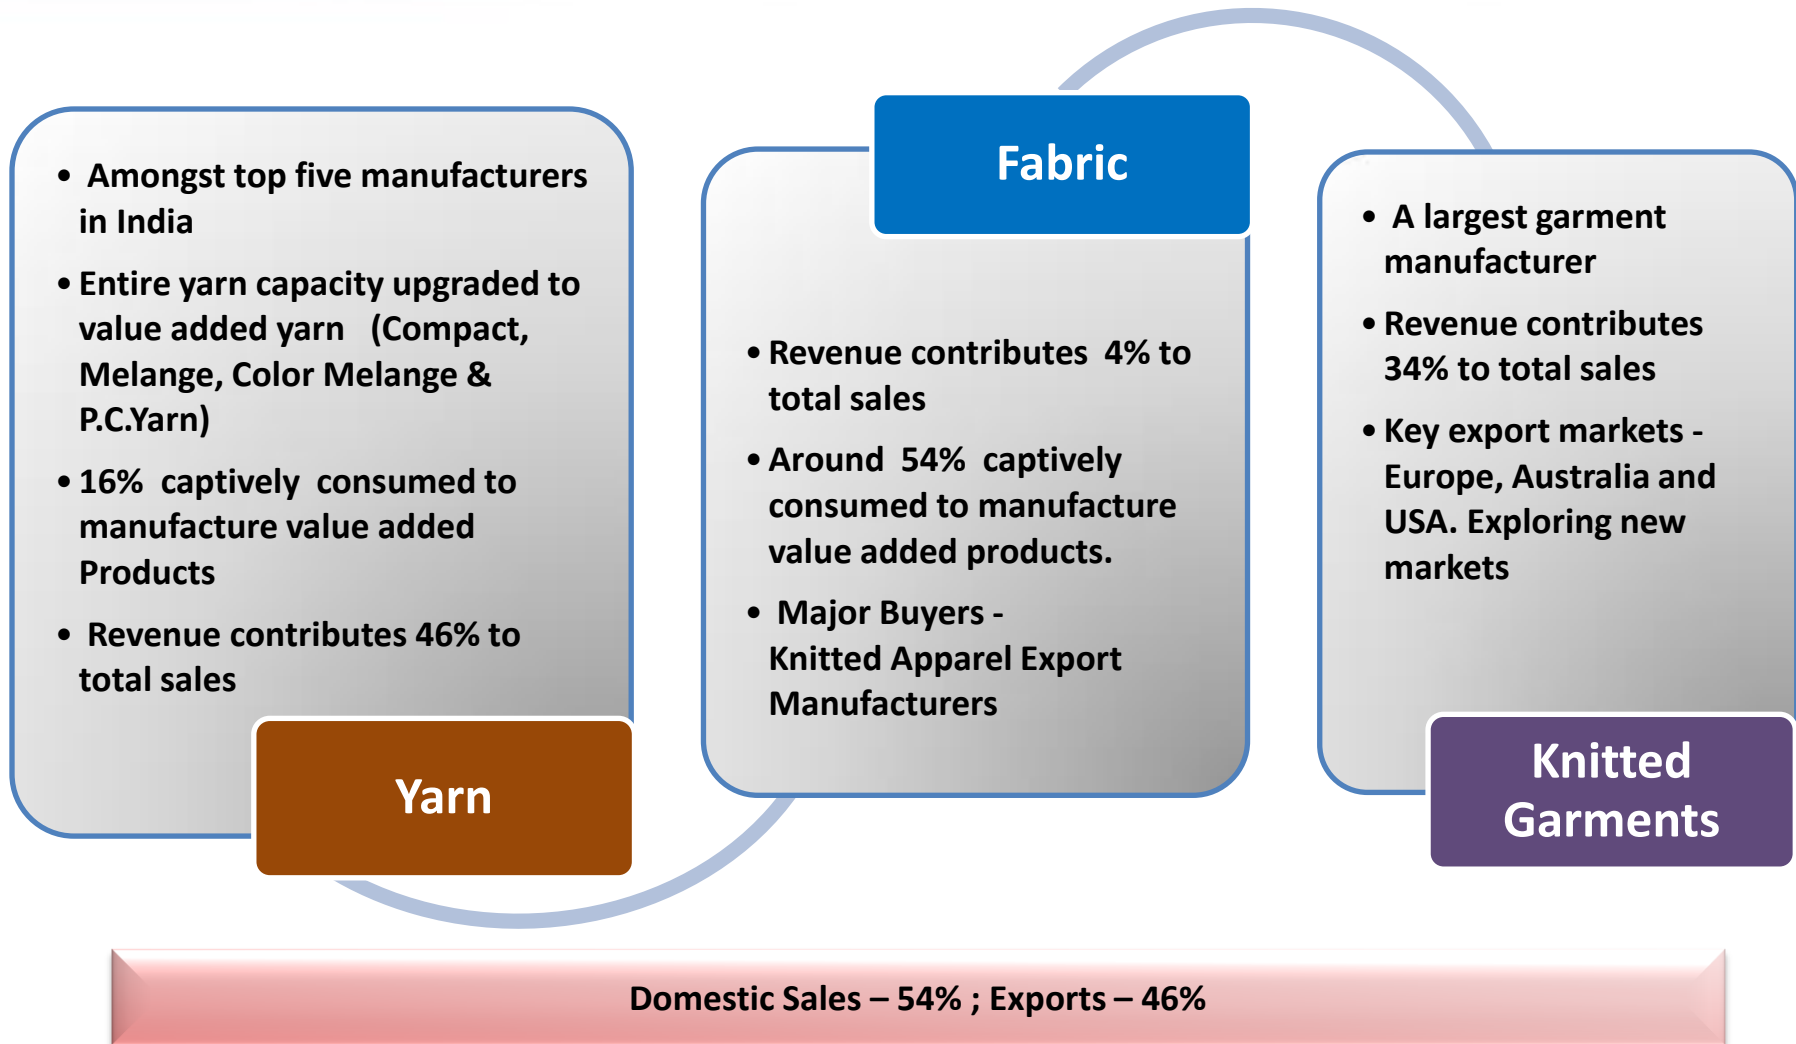 • Amongst top five manufacturers
in India
• Entire yarn capacity upgraded to
value added yarn (Compact,
Melange, Color Melange &
P.C.Yarn)
• 16% captively consumed to
manufacture value added
Products
• Revenue contributes 46% to
total sales
Yarn
Fabric
• Revenue contributes 4% to
total sales
• Around 54% captively
consumed to manufacture
value added products.
• Major Buyers -
Knitted Apparel Export
Manufacturers
• A largest garment
manufacturer
• Revenue contributes
34% to total sales
• Key export markets -
Europe, Australia and
USA. Exploring new
markets
Knitted
Garments
Domestic Sales – 54% ; Exports – 46%